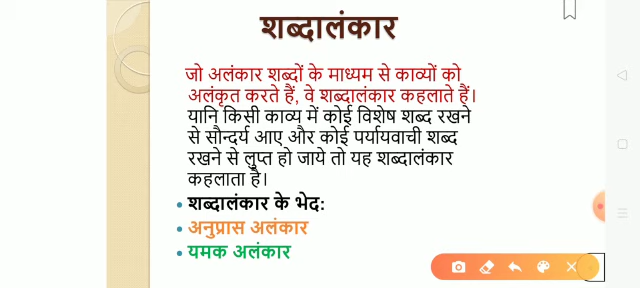 शब्दालंकार
जो अलंकार शब्दों के माध्यम से काव्यों को
अलंकृत करते हैं, वे शब्दालंकार कहलाते हैं।
यानि किसी काव्य में कोई विशेष शब्द रखने
से सौन्दर्य आए और कोई पर्यायवाची शब्द
रखने से लुप्त हो जाये तो यह शब्दालंकार
कहलाता है।
• शब्दालंकार के भेद:
• अनुप्रास अलंकार
• यमक अलंकार